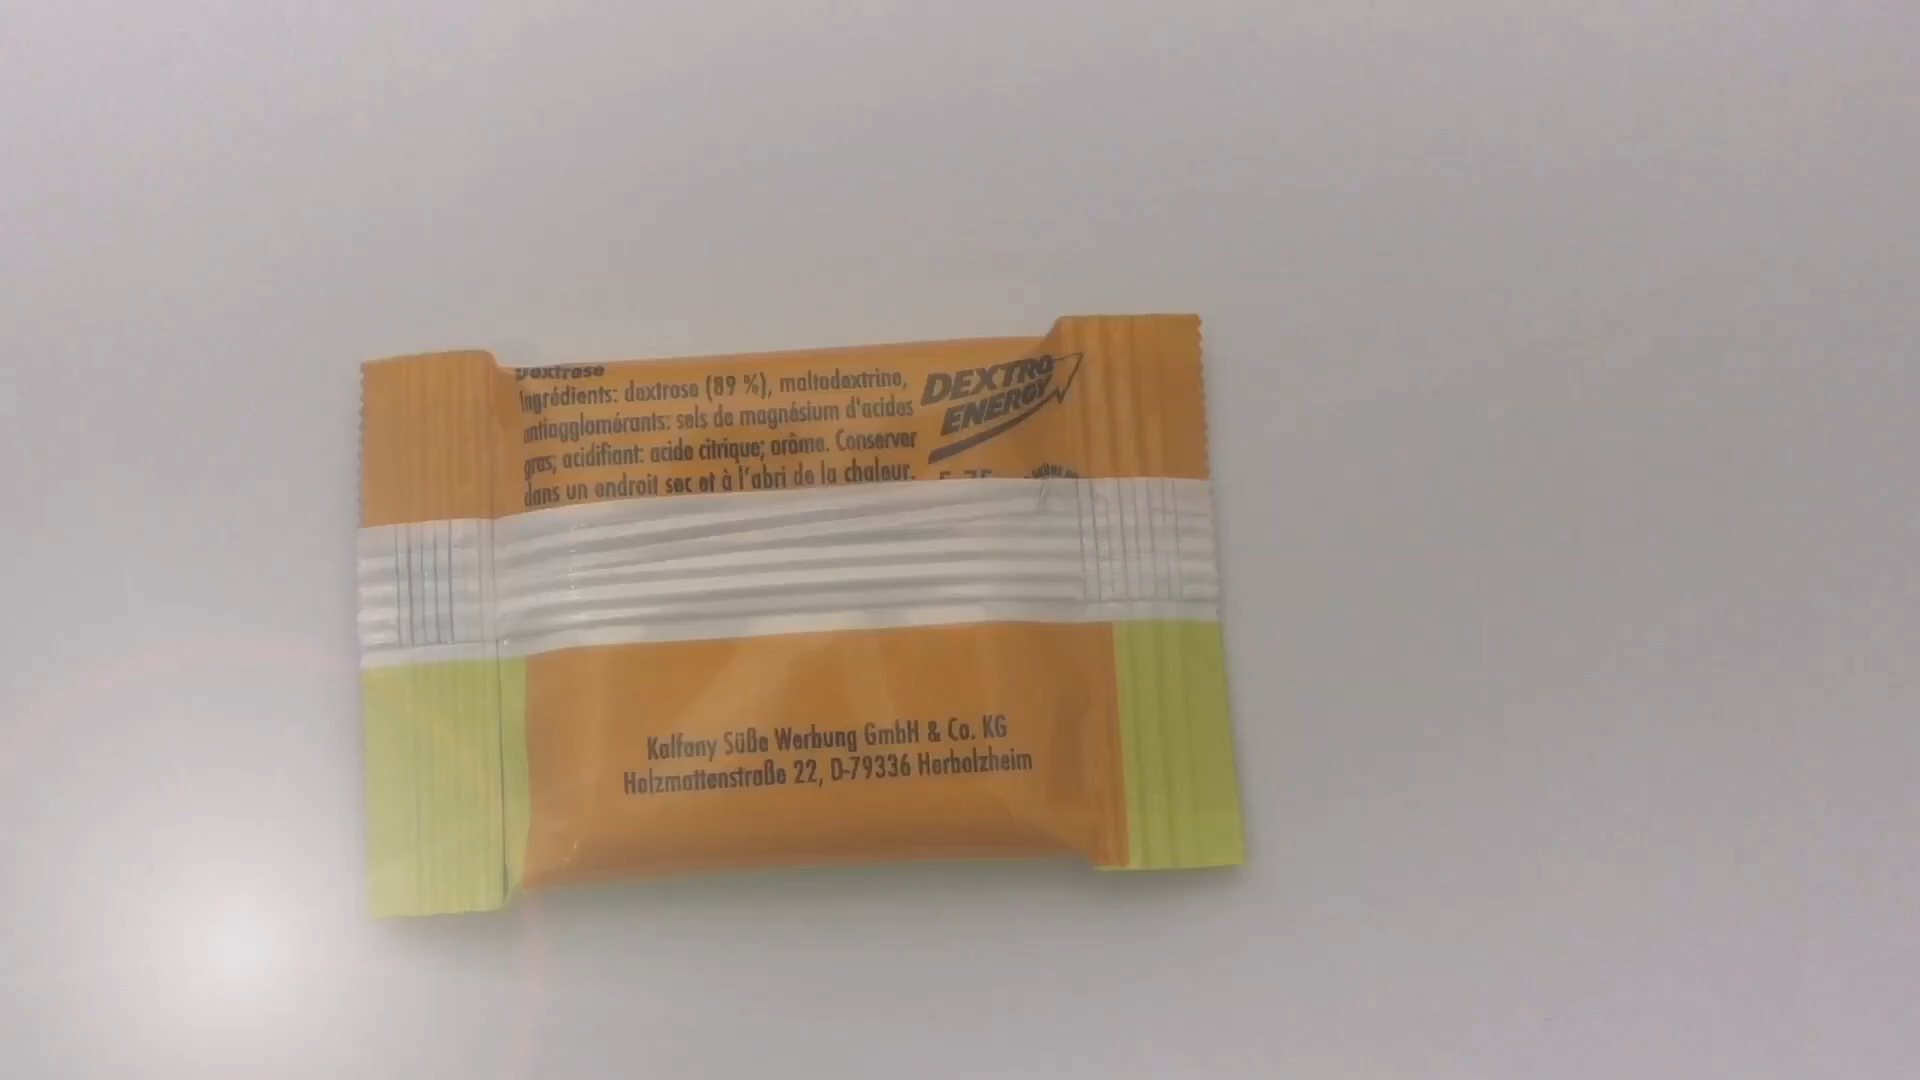 Dextrose
Ingrédients: dextrose (89 %), maltodextrine,
antiagglomérants: sels de magnésium d'acides
gras; acidifiant: acide citrique; arôme. Conserver
dans un endroit sec et à l'abri de la chaleur.
DEXTRO
ENERGY
Kalfany Süße Werbung GmbH & Co. KG
Holzmattenstraße 22, D-79336 Herbolzheim